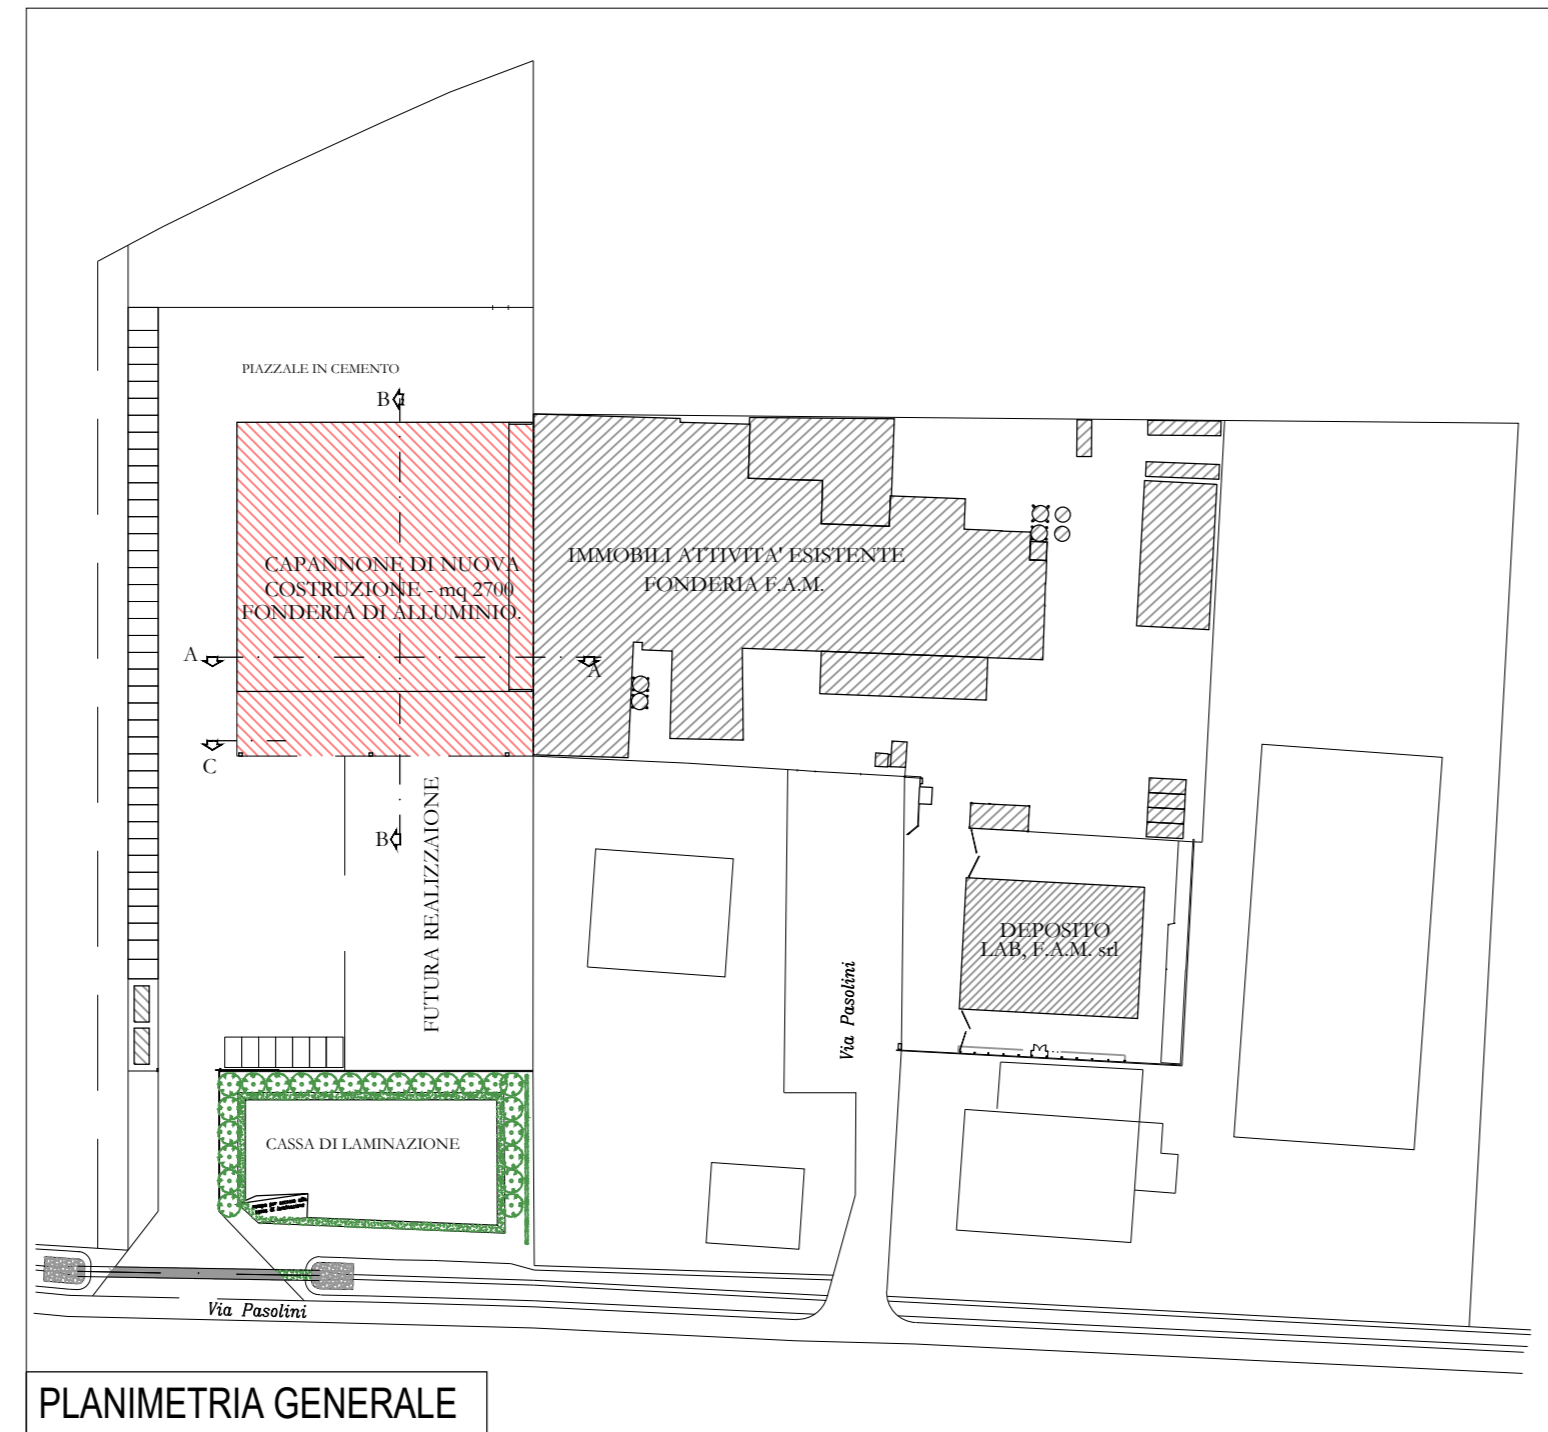 PIAZZALE IN CEMENTO
B
CAPANNONE DI NUOVA
COSTRUZIONE - mq 2700
FONDERIA DI ALLUMINIO.
IMMOBILI ATTIVITA' ESISTENTE
FONDERIA F.A.M.
A
A
C
B
FUTURA REALIZZAIONE
DEPOSITO
LAB, F.A.M. srl
Via Pasolini
CASSA DI LAMINAZIONE
Via Pasolini
PLANIMETRIA GENERALE